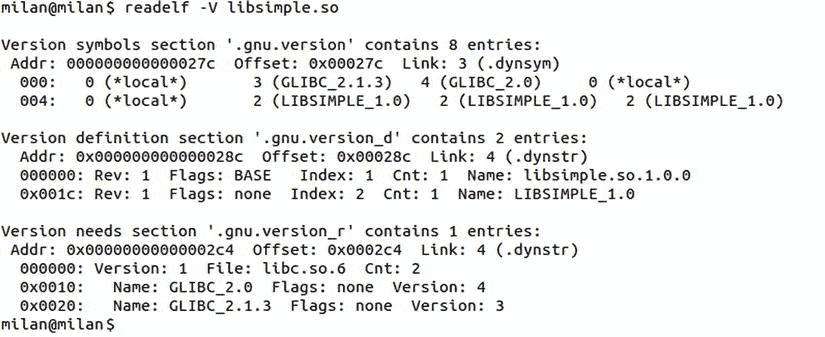 milan@milan$ readelf -V libsimple.so
Version symbols section '.gnu.version' contains 8 entries:
Addr: 000000000000027c Offset: 0x00027c Link: 3 (.dynsym)
000: 0 (*local*) 3 (GLIBC_2.1.3) 4 (GLIBC_2.0) 0 (*local*)
004: 0 (*local*) 2 (LIBSIMPLE_1.0) 2 (LIBSIMPLE_1.0) 2 (LIBSIMPLE_1.0)
Version definition section '.gnu.version_d' contains 2 entries:
Addr: 0x000000000000028c Offset: 0x00028c Link: 4 (.dynstr)
000000: Rev: 1 Flags: BASE Index: 1 Cnt: 1 Name: libsimple.so.1.0.0
0x001c: Rev: 1 Flags: none Index: 2 Cnt: 1 Name: LIBSIMPLE_1.0
Version needs section '.gnu.version_r' contains 1 entries:
Addr: 0x00000000000002c4 Offset: 0x0002c4 Link: 4 (.dynstr)
000000: Version: 1 File: libc.so.6 Cnt: 2
0x0010: Name: GLIBC_2.0 Flags: none Version: 4
0x0020: Name: GLIBC_2.1.3 Flags: none Version: 3
milan@milan$